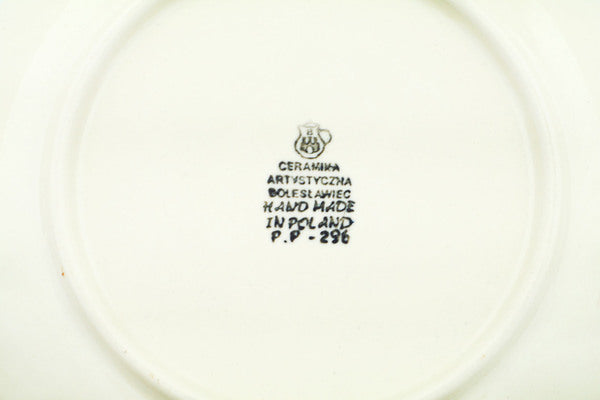 B
CERAMIKA
ARTYSTYCZNA
BOLESŁAWIEC
HAND MADE
IN POLAND
P.P - 296